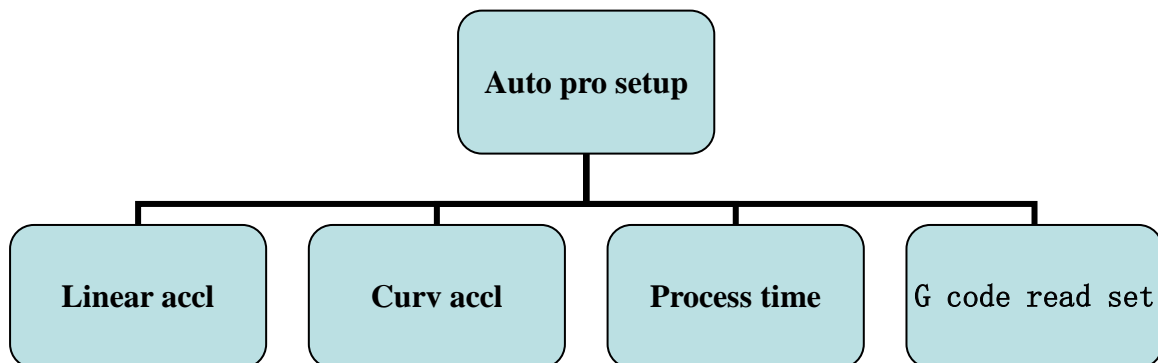 Auto pro setup
Linear accl
Curv accl
Process time
G code read set